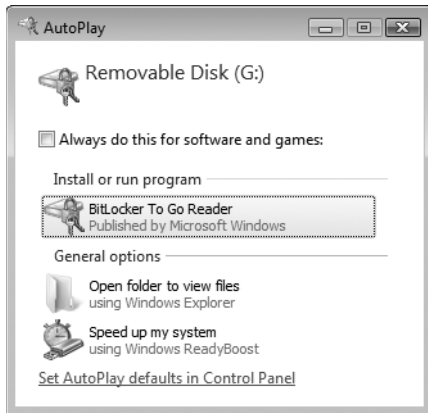 AutoPlay
Removable Disk (G:)
Always do this for software and games:
Install or run program
BitLocker To Go Reader
Published by Microsoft Windows
General options
Open folder to view files
using Windows Explorer
Speed up my system
using Windows ReadyBoost
Set AutoPlay defaults in Control Panel